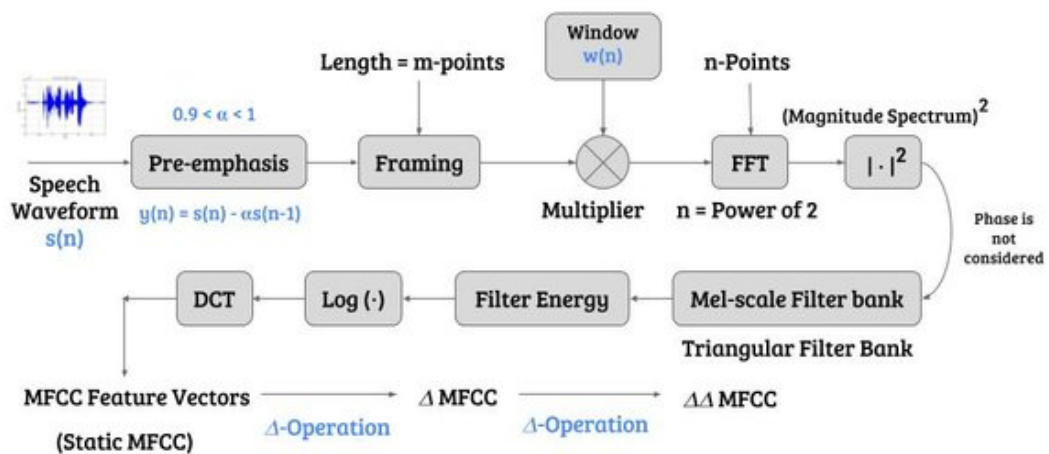 Window
w(n)
Length = m-points
n-Points
0.9 < α < 1
(Magnitude Spectrum)²
Pre-emphasis
Framing
FFT
|·|²
Speech
Waveform
s(n)
y(n) = s(n) - αs(n-1)
Multiplier
n = Power of 2
Phase is
not
considered
DCT
Log (·)
Filter Energy
Mel-scale Filter bank
Triangular Filter Bank
MFCC Feature Vectors
(Static MFCC)
Δ-Operation
Δ MFCC
Δ-Operation
ΔΔ MFCC